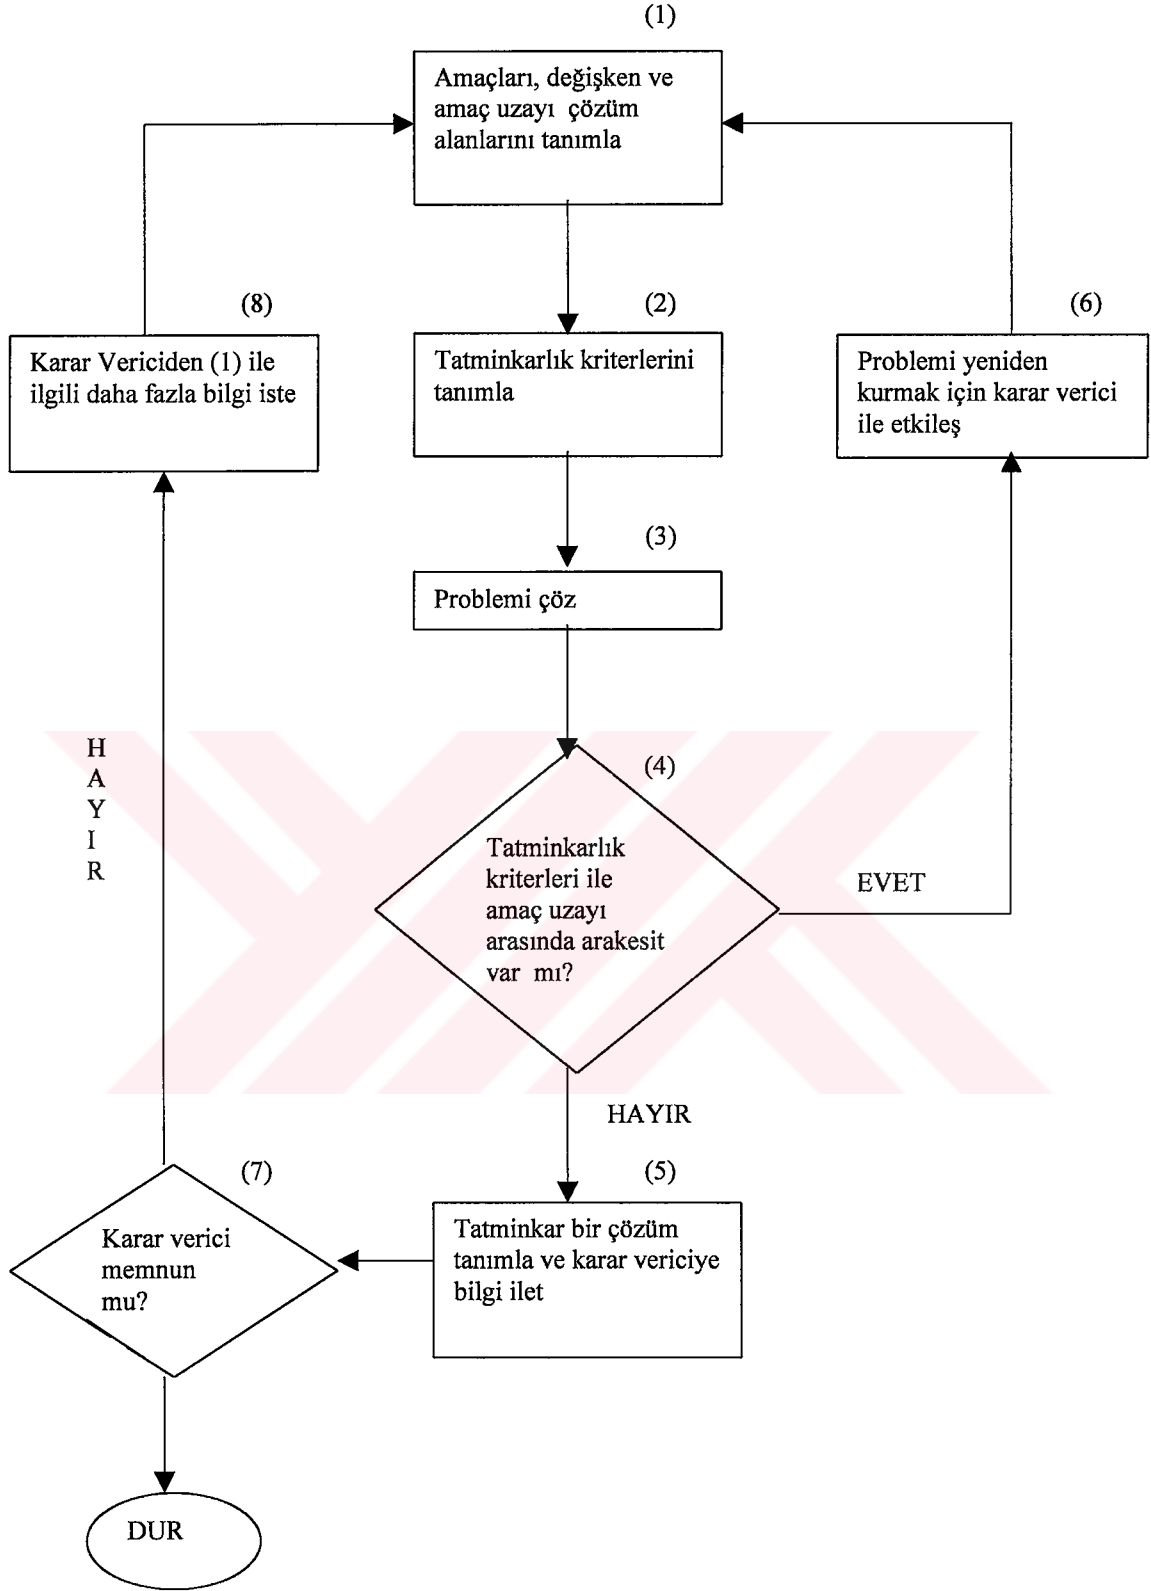 (1)
Amaçları, değişken ve
amaç uzayı çözüm
alanlarını tanımla
(8)
Karar Vericiden (1) ile
ilgili daha fazla bilgi iste
(2)
Tatminkarlık kriterlerini
tanımla
(6)
Problemi yeniden
kurmak için karar verici
ile etkileş
(3)
Problemi çöz
H
A
Y
I
R
(4)
Tatminkarlık
kriterleri ile
amaç uzayı
arasında arakesit
var mı?
EVET
HAYIR
(7)
Karar verici
memnun
mu?
(5)
Tatminkar bir çözüm
tanımla ve karar vericiye
bilgi ilet
DUR